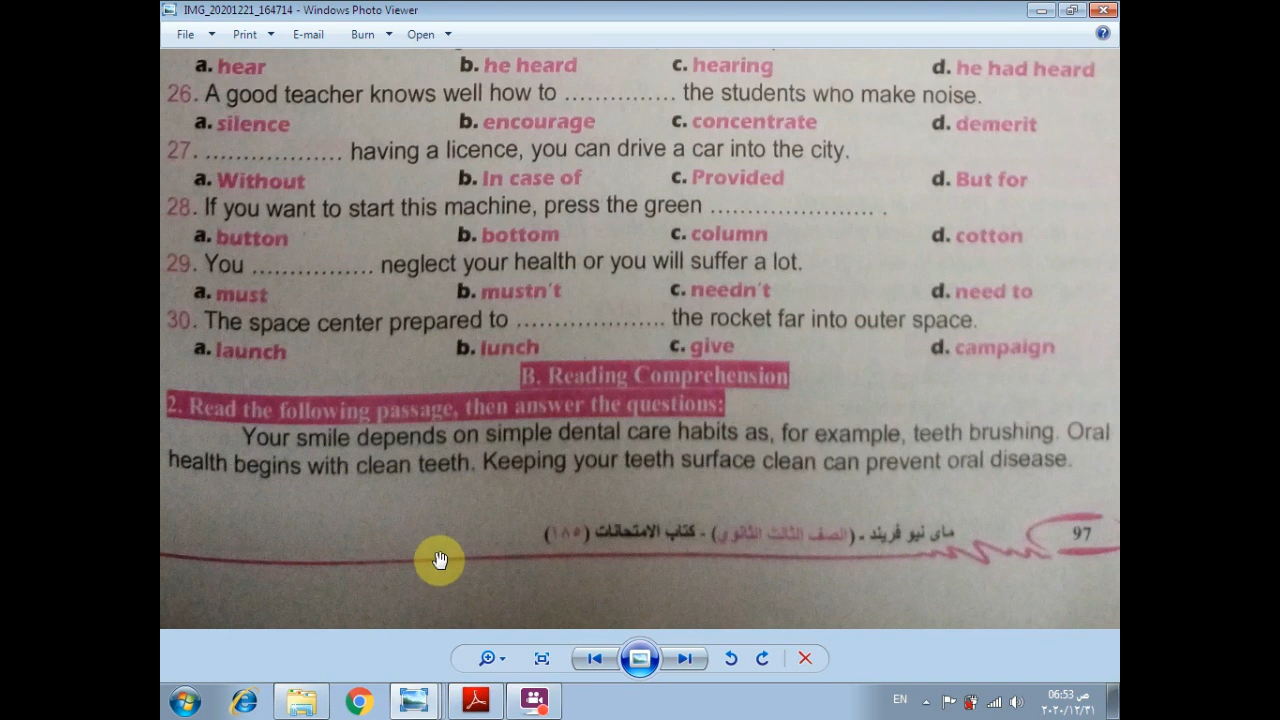 IMG_20201221_164714 - Windows Photo Viewer
File Print E-mail Burn Open
a. hear b. he heard c. hearing d. he had heard
26. A good teacher knows well how to ............... the students who make noise.
a. silence b. encourage c. concentrate d. demerit
27. ................... having a licence, you can drive a car into the city.
a. Without b. In case of c. Provided d. But for
28. If you want to start this machine, press the green ...................... .
a. button b. bottom c. column d. cotton
29. You ................ neglect your health or you will suffer a lot.
a. must b. mustn't c. needn't d. need to
30. The space center prepared to .................... the rocket far into outer space.
a. launch b. lunch c. give d. campaign
B. Reading Comprehension
2. Read the following passage, then answer the questions:
Your smile depends on simple dental care habits as, for example, teeth brushing. Oral
health begins with clean teeth. Keeping your teeth surface clean can prevent oral disease.
ماى نيو فريند - (الصف الثالث الثانوي) - كتاب الامتحانات (١٨٥)
97
EN
06:53 ص
٢٠٢٠/١٢/٣١